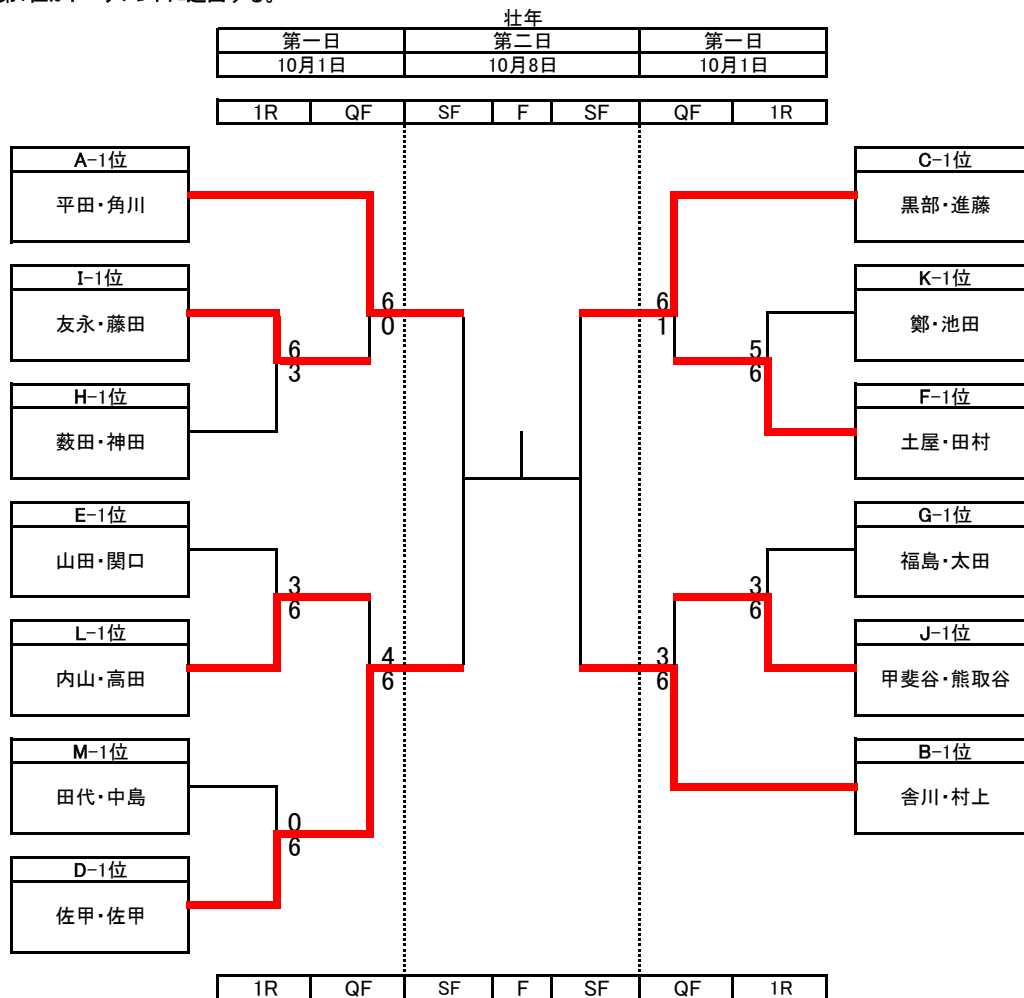 壮年
第一日 第二日 第一日
10月1日 10月8日 10月1日
1R QF SF F SF QF 1R
A-1位 C-1位
平田・角川 黒部・進藤
I-1位 K-1位
6 6
友永・藤田 0 1 鄭・池田
6 5
3 6
H-1位 F-1位
薮田・神田 土屋・田村
E-1位 G-1位
山田・関口 福島・太田
3 3
6 6
L-1位 J-1位
4 3
内山・高田 6 6 甲斐谷・熊取谷
M-1位 B-1位
田代・中島 舎川・村上
0
6
D-1位
佐甲・佐甲
1R QF SF F SF QF 1R